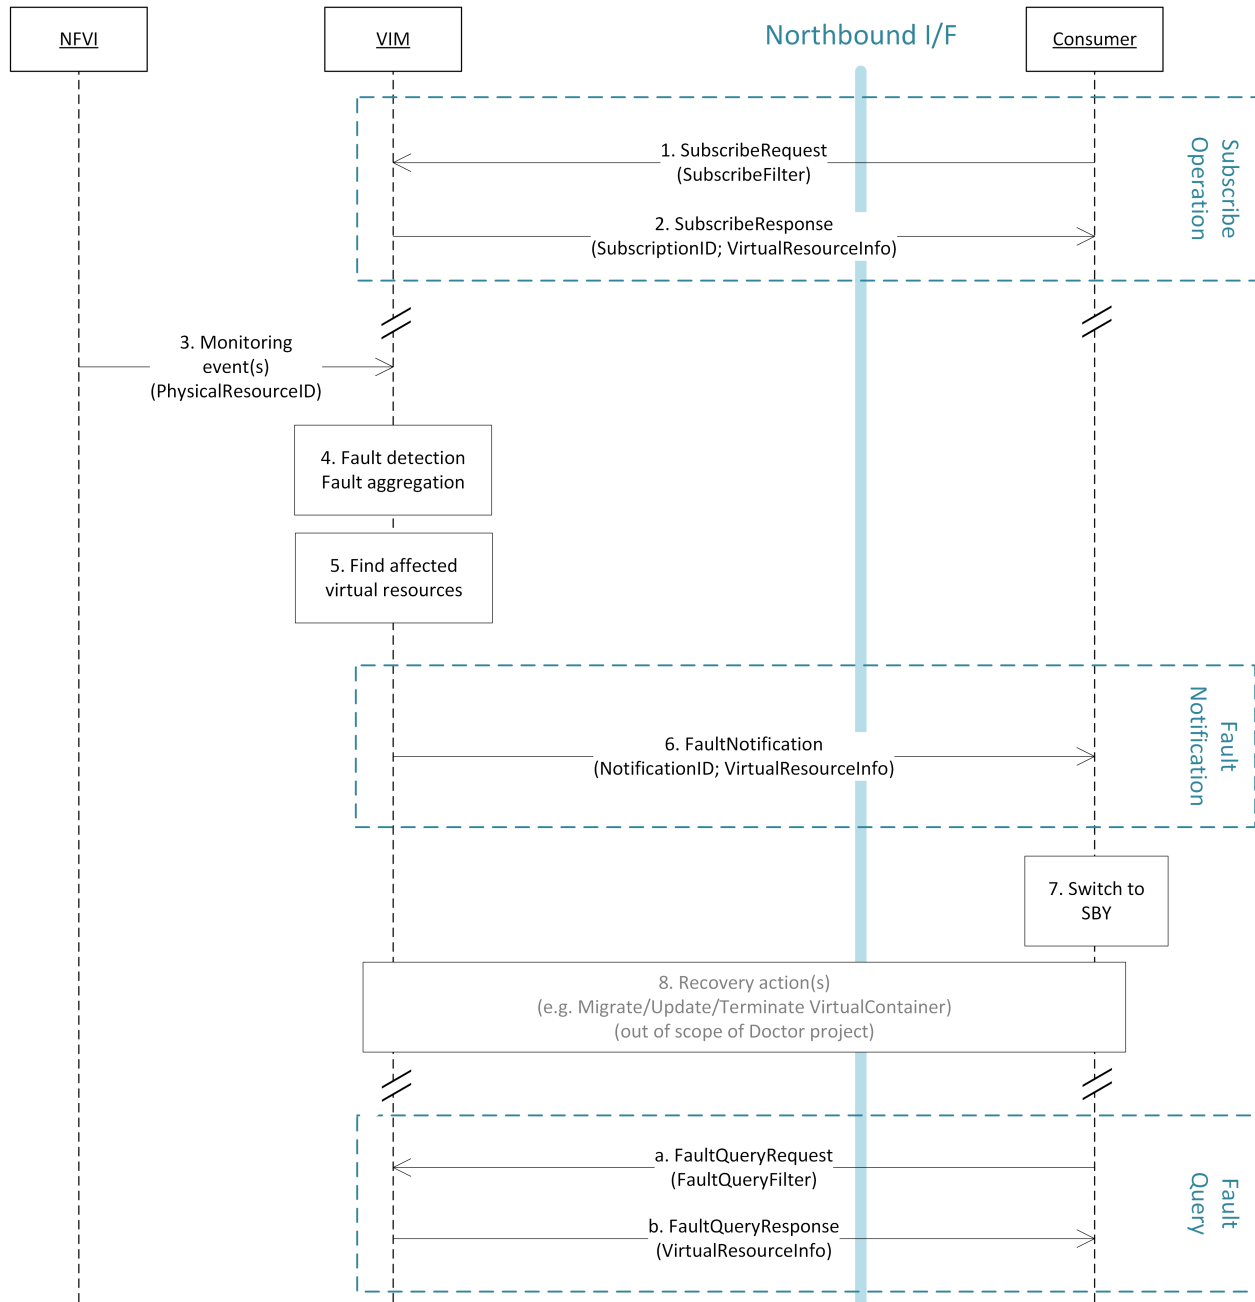 NFVI
VIM
Northbound I/F
Consumer
Subscribe
Operation
1. SubscribeRequest
(SubscribeFilter)
2. SubscribeResponse
(SubscriptionID; VirtualResourceInfo)
3. Monitoring
event(s)
(PhysicalResourceID)
4. Fault detection
Fault aggregation
5. Find affected
virtual resources
Fault
Notification
6. FaultNotification
(NotificationID; VirtualResourceInfo)
7. Switch to
SBY
8. Recovery action(s)
(e.g. Migrate/Update/Terminate VirtualContainer)
(out of scope of Doctor project)
Fault
Query
a. FaultQueryRequest
(FaultQueryFilter)
b. FaultQueryResponse
(VirtualResourceInfo)